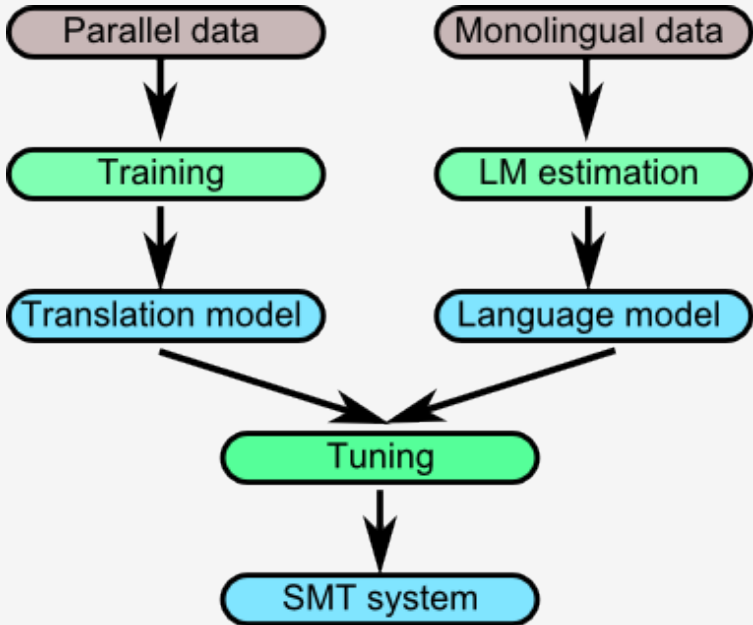 Parallel data
Monolingual data
Training
LM estimation
Translation model
Language model
Tuning
SMT system